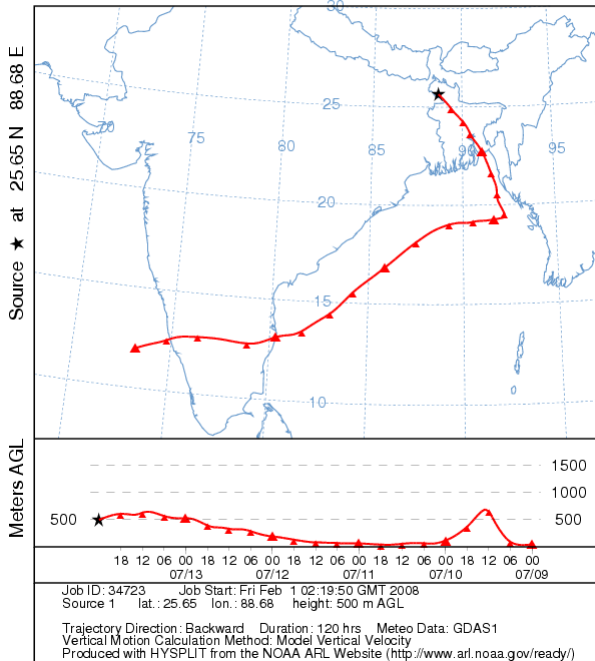 Source ★ at 25.65 N 88.68 E
30
25
20
15
10
70
75
80
85
90
95
Meters AGL
500
1500
1000
500
18 12 06 00 18 12 06 00 18 12 06 00 18 12 06 00 18 12 06 00
07/13 07/12 07/11 07/10 07/09
Job ID: 34723 Job Start: Fri Feb 1 02:19:50 GMT 2008
Source 1 lat.: 25.65 lon.: 88.68 height: 500 m AGL
Trajectory Direction: Backward Duration: 120 hrs Meteo Data: GDAS1
Vertical Motion Calculation Method: Model Vertical Velocity
Produced with HYSPLIT from the NOAA ARL Website (http://www.arl.noaa.gov/ready/)